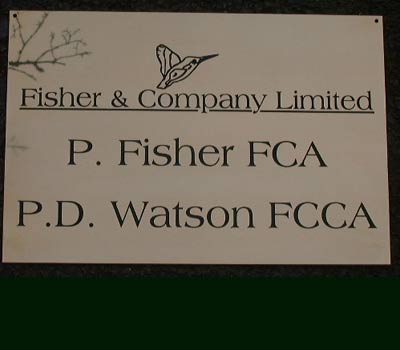 Fisher & Company Limited
P. Fisher FCA
P.D. Watson FCCA